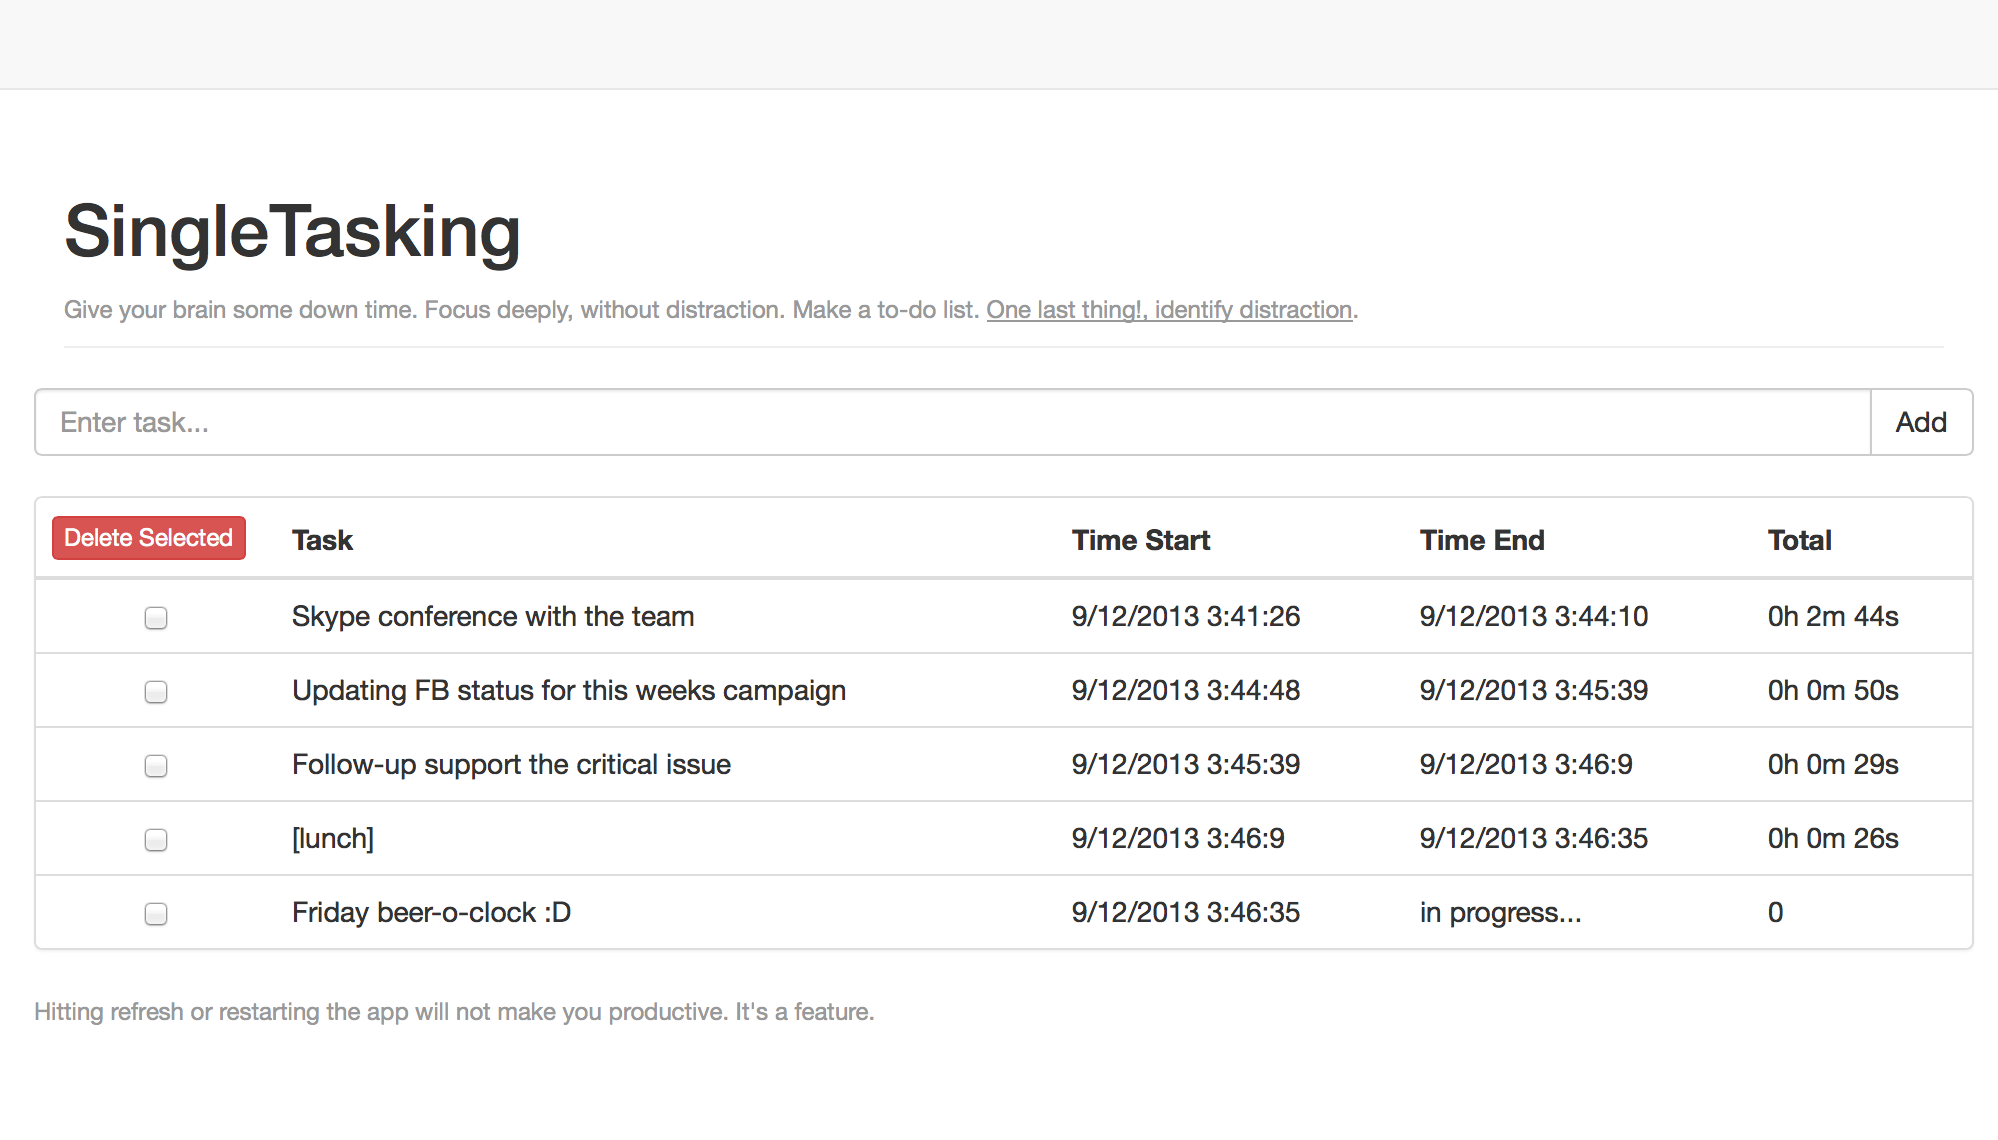 SingleTasking
Give your brain some down time. Focus deeply, without distraction. Make a to-do list. One last thing!, identify distraction.
Enter task... Add
Delete Selected Task Time Start Time End Total
Skype conference with the team 9/12/2013 3:41:26 9/12/2013 3:44:10 0h 2m 44s
Updating FB status for this weeks campaign 9/12/2013 3:44:48 9/12/2013 3:45:39 0h 0m 50s
Follow-up support the critical issue 9/12/2013 3:45:39 9/12/2013 3:46:9 0h 0m 29s
[lunch] 9/12/2013 3:46:9 9/12/2013 3:46:35 0h 0m 26s
Friday beer-o-clock :D 9/12/2013 3:46:35 in progress... 0
Hitting refresh or restarting the app will not make you productive. It's a feature.